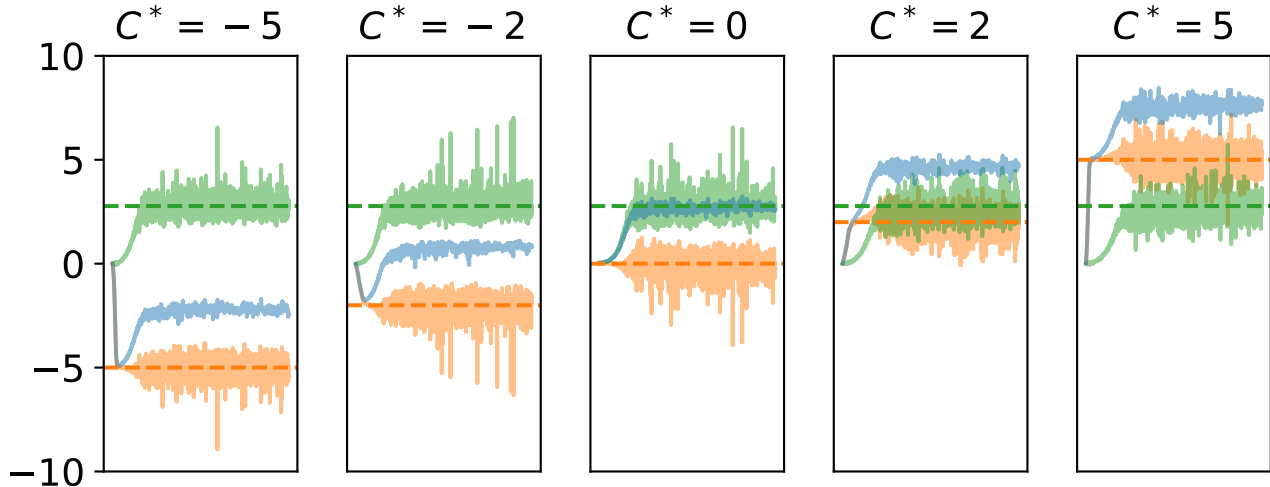 C* = −5
C* = −2
C* = 0
C* = 2
C* = 5
10
5
0
−5
−10